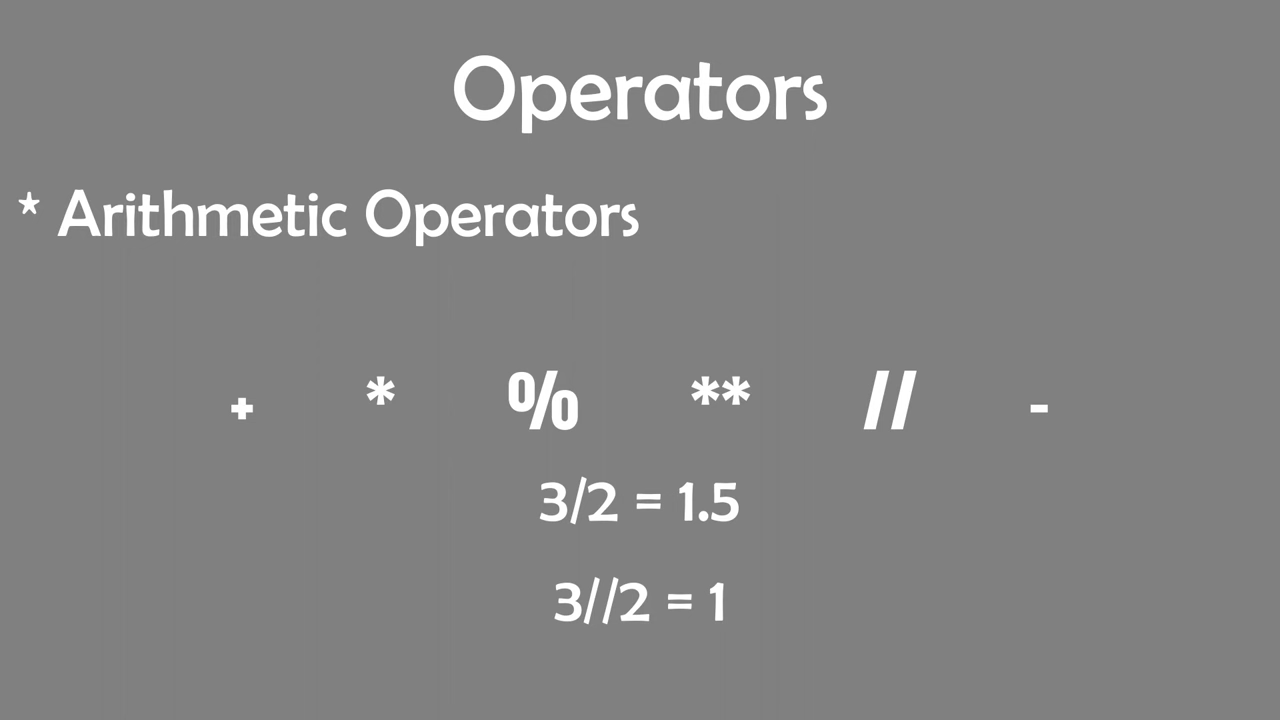 Operators
* Arithmetic Operators
+ * % ** // -
3/2 = 1.5
3//2 = 1